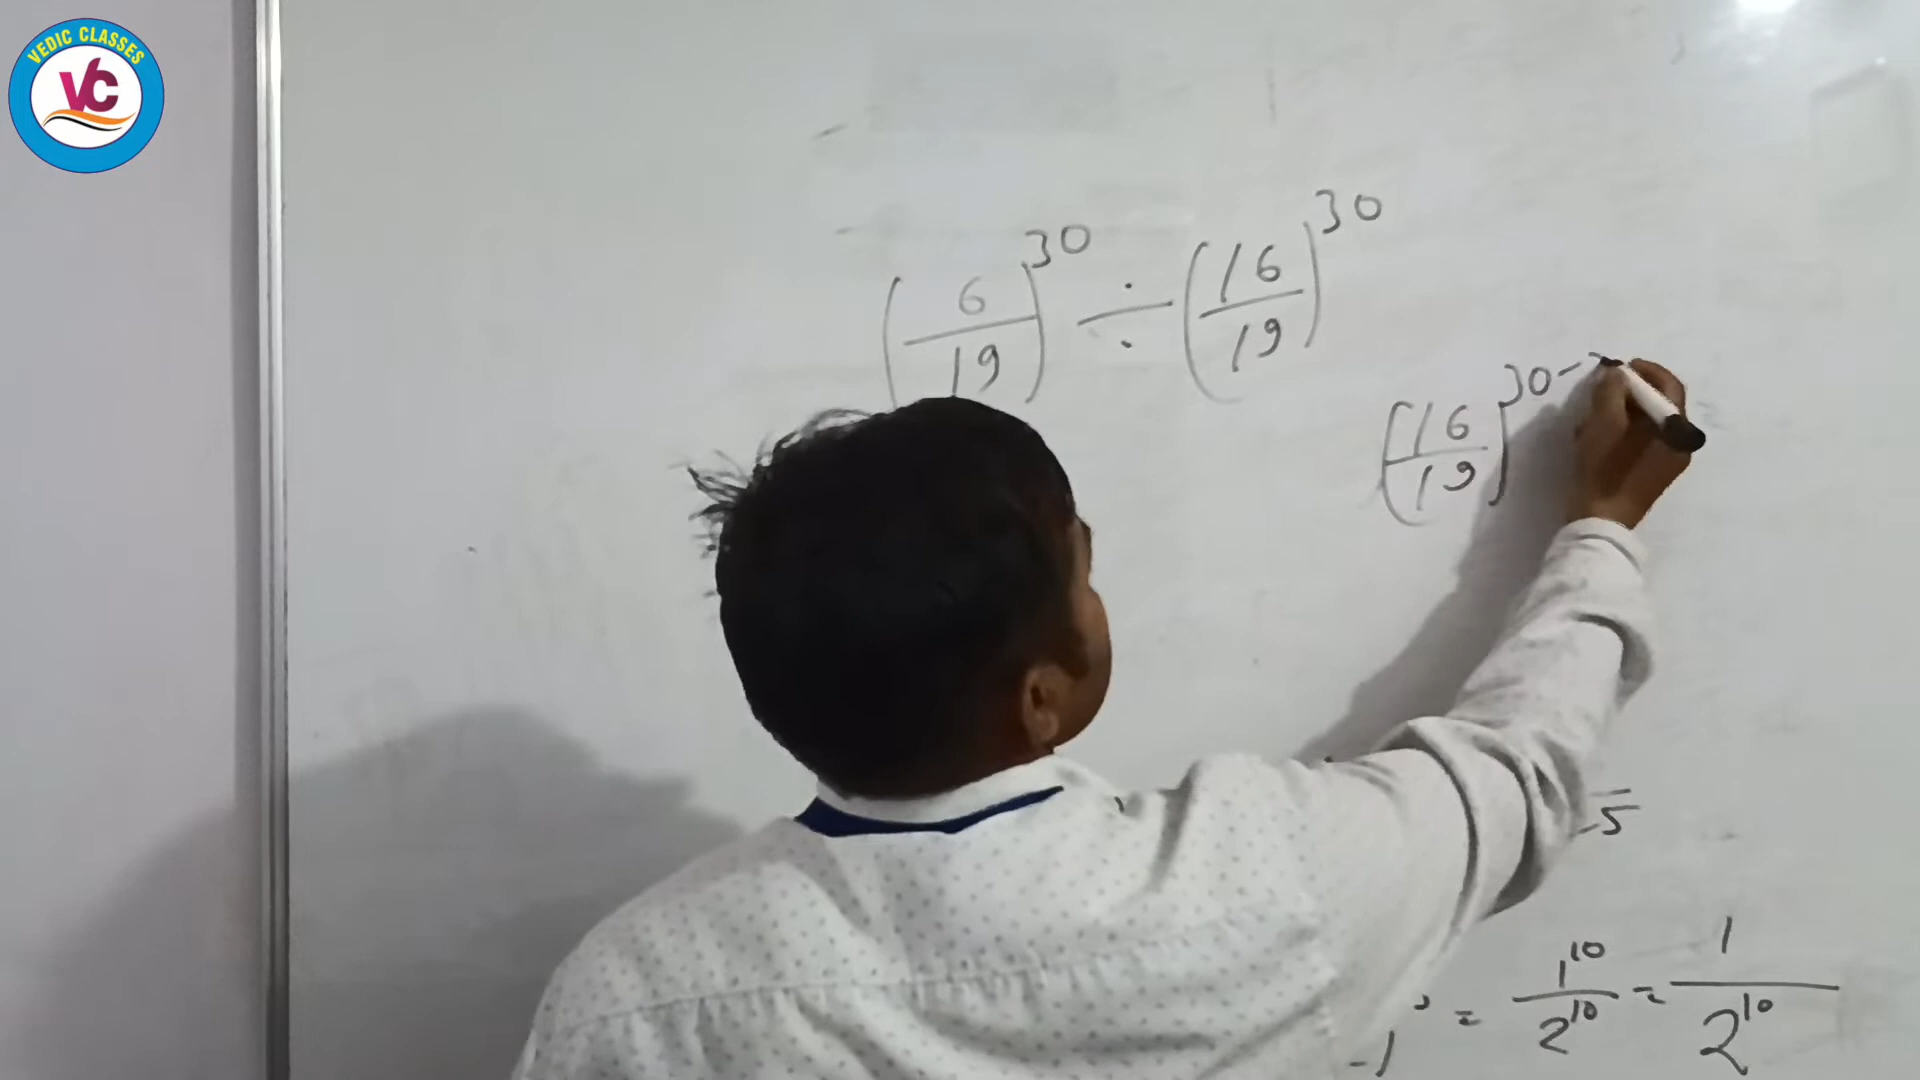 VEDIC CLASSES
VC
(6/19)^30 ÷ (16/19)^30
(16/19)^30-
-5
-1 = 1^10/2^10 = 1/2^10